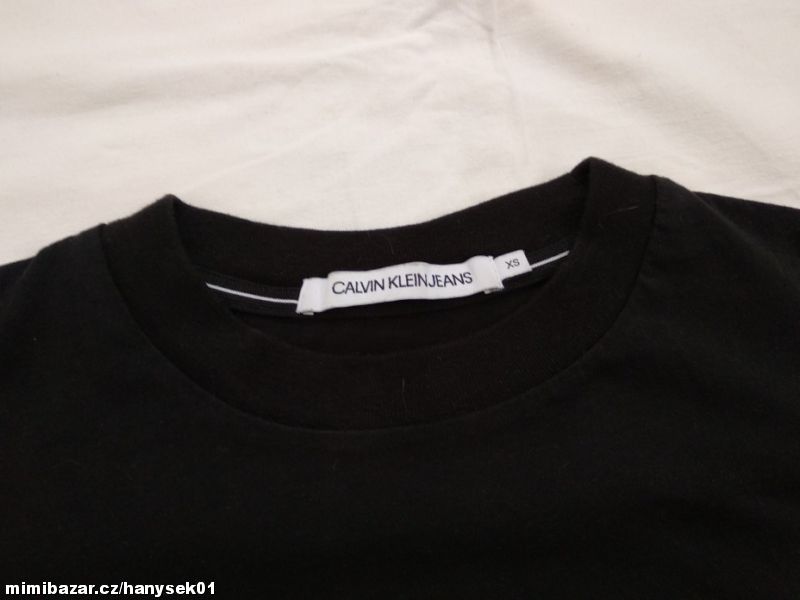 CALVIN KLEIN JEANS
XS
mimibazar.cz/hanysek01